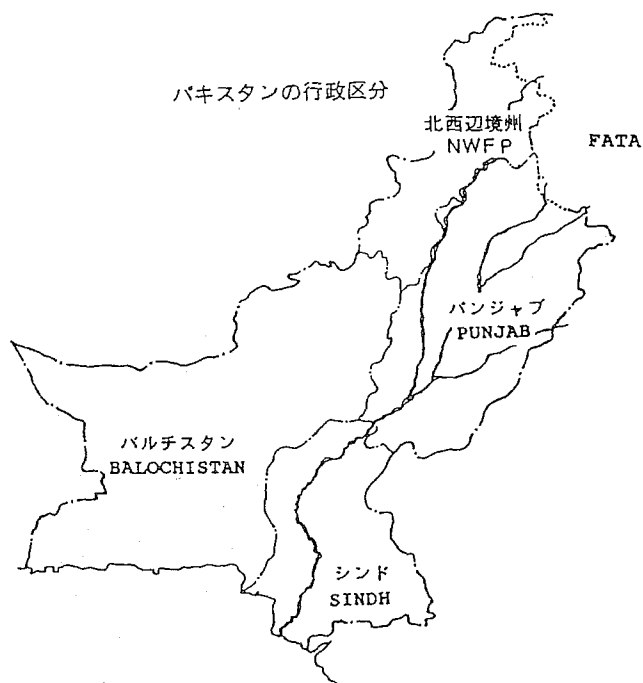 パキスタンの行政区分
北西辺境州
NWFP
FATA
パンジャブ
PUNJAB
バルチスタン
BALOCHISTAN
シンド
SINDH